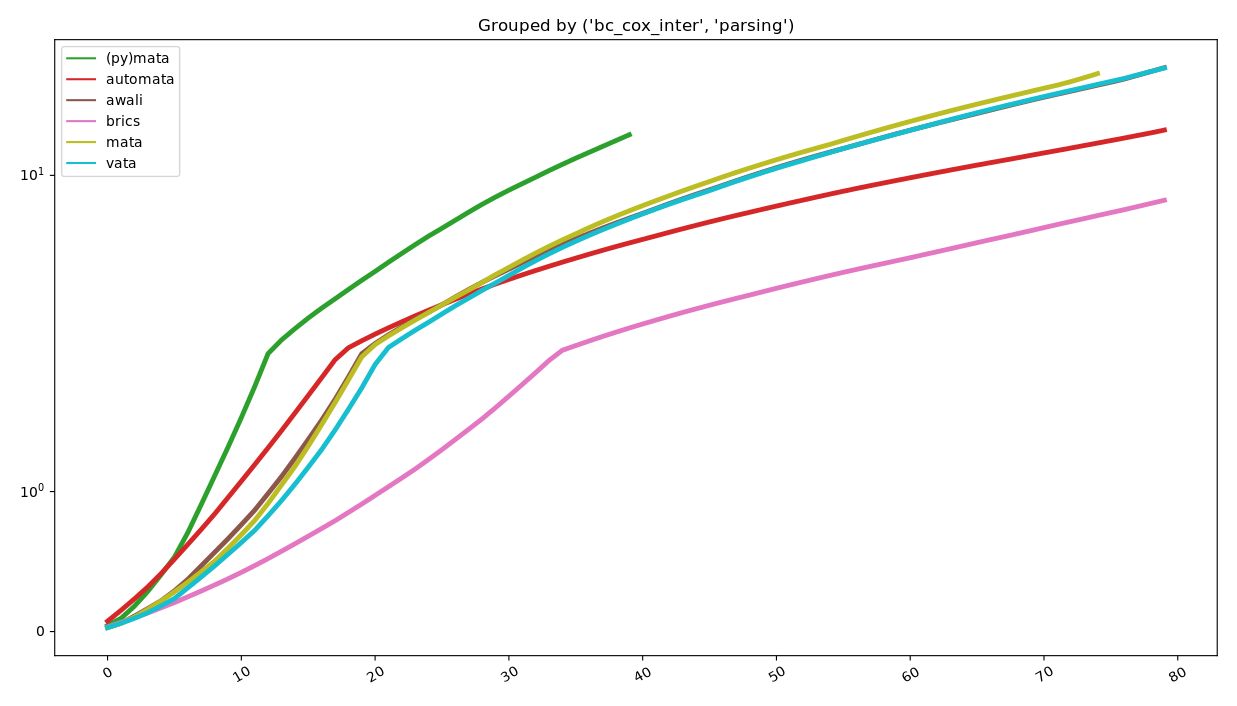 Grouped by ('bc_cox_inter', 'parsing')
(py)mata
automata
awali
brics
mata
vata
10¹
10⁰
0
0
10
20
30
40
50
60
70
80